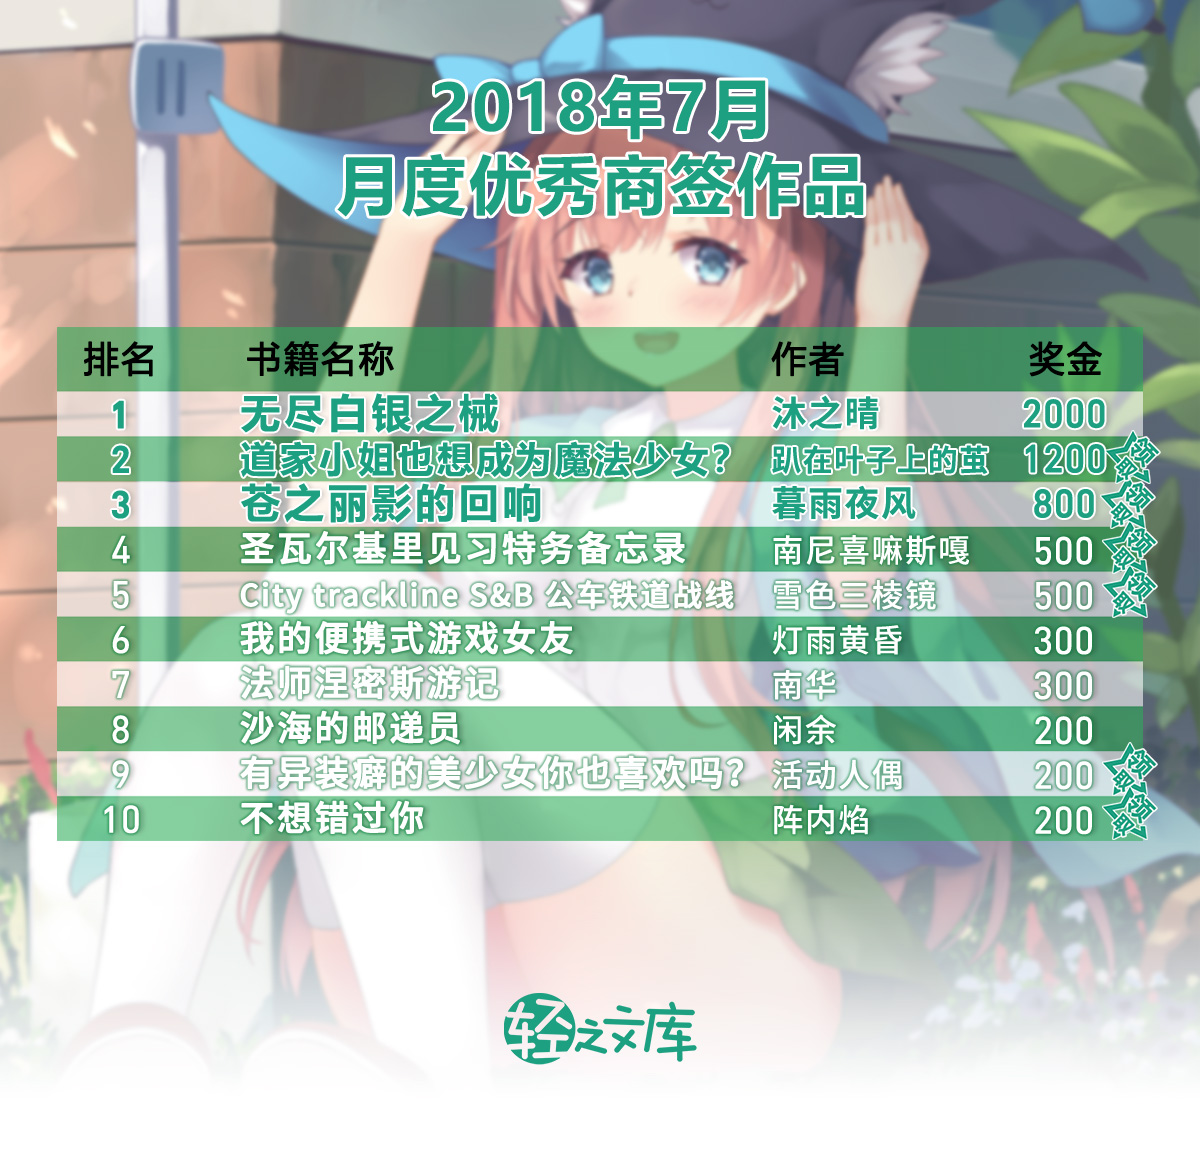 2018年7月
月度优秀商签作品
排名 书籍名称 作者 奖金
1 无尽白银之械 沐之晴 2000
2 道家小姐也想成为魔法少女? 趴在叶子上的茧 1200
3 苍之丽影的回响 暮雨夜风 800
4 圣瓦尔基里见习特务备忘录 南尼喜嘛斯嘎 500
5 City trackline S&B 公车铁道战线 雪色三棱镜 500
6 我的便携式游戏女友 灯雨黄昏 300
7 法师涅密斯游记 南华 300
8 沙海的邮递员 闲余 200
9 有异装癖的美少女你也喜欢吗? 活动人偶 200
10 不想错过你 阵内焰 200
轻之文库